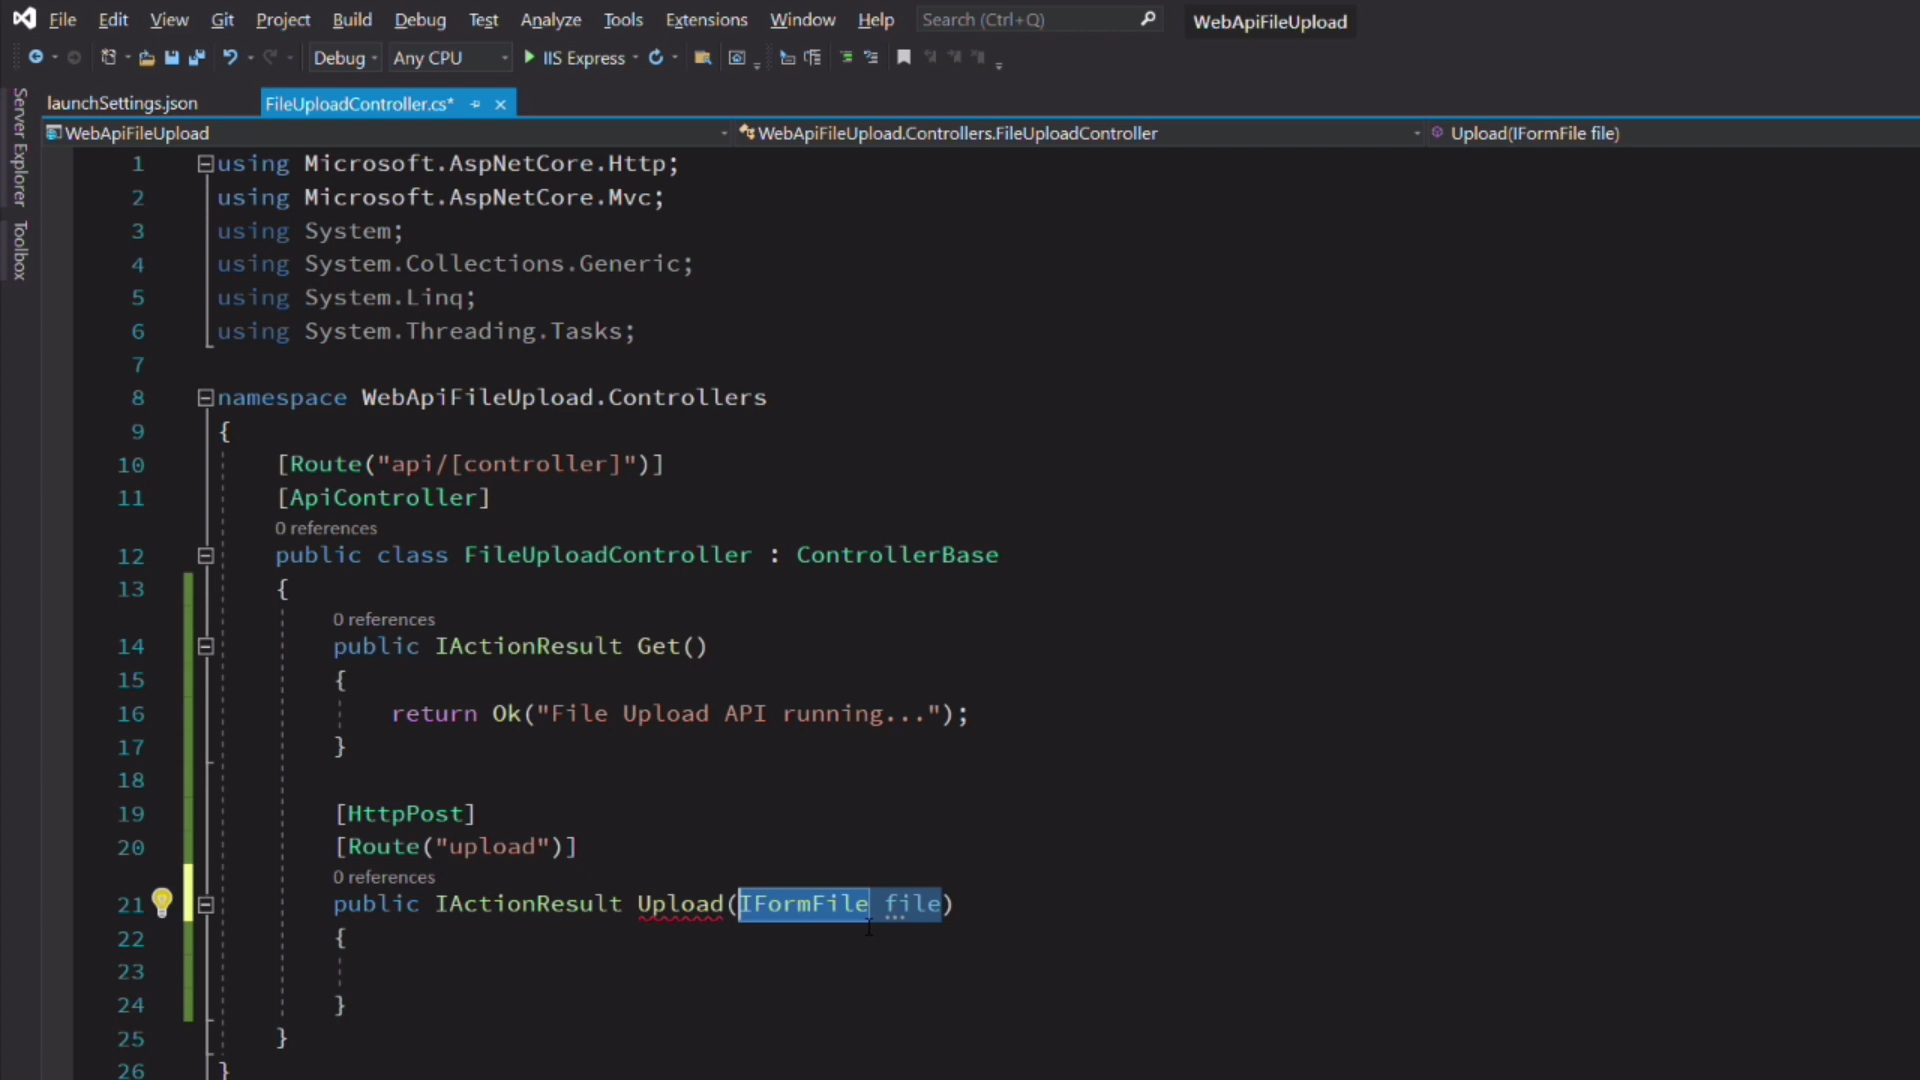 File Edit View Git Project Build Debug Test Analyze Tools Extensions Window Help Search (Ctrl+Q) WebApiFileUpload
Debug Any CPU IIS Express
Server Explorer
Toolbox
launchSettings.json FileUploadController.cs*
WebApiFileUpload WebApiFileUpload.Controllers.FileUploadController Upload(IFormFile file)
1 using Microsoft.AspNetCore.Http;
2 using Microsoft.AspNetCore.Mvc;
3 using System;
4 using System.Collections.Generic;
5 using System.Linq;
6 using System.Threading.Tasks;
7
8 namespace WebApiFileUpload.Controllers
9 {
10 [Route("api/[controller]")]
11 [ApiController]
0 references
12 public class FileUploadController : ControllerBase
13 {
0 references
14 public IActionResult Get()
15 {
16 return Ok("File Upload API running...");
17 }
18
19 [HttpPost]
20 [Route("upload")]
0 references
21 public IActionResult Upload(IFormFile file)
22 {
23
24 }
25 }
26 }